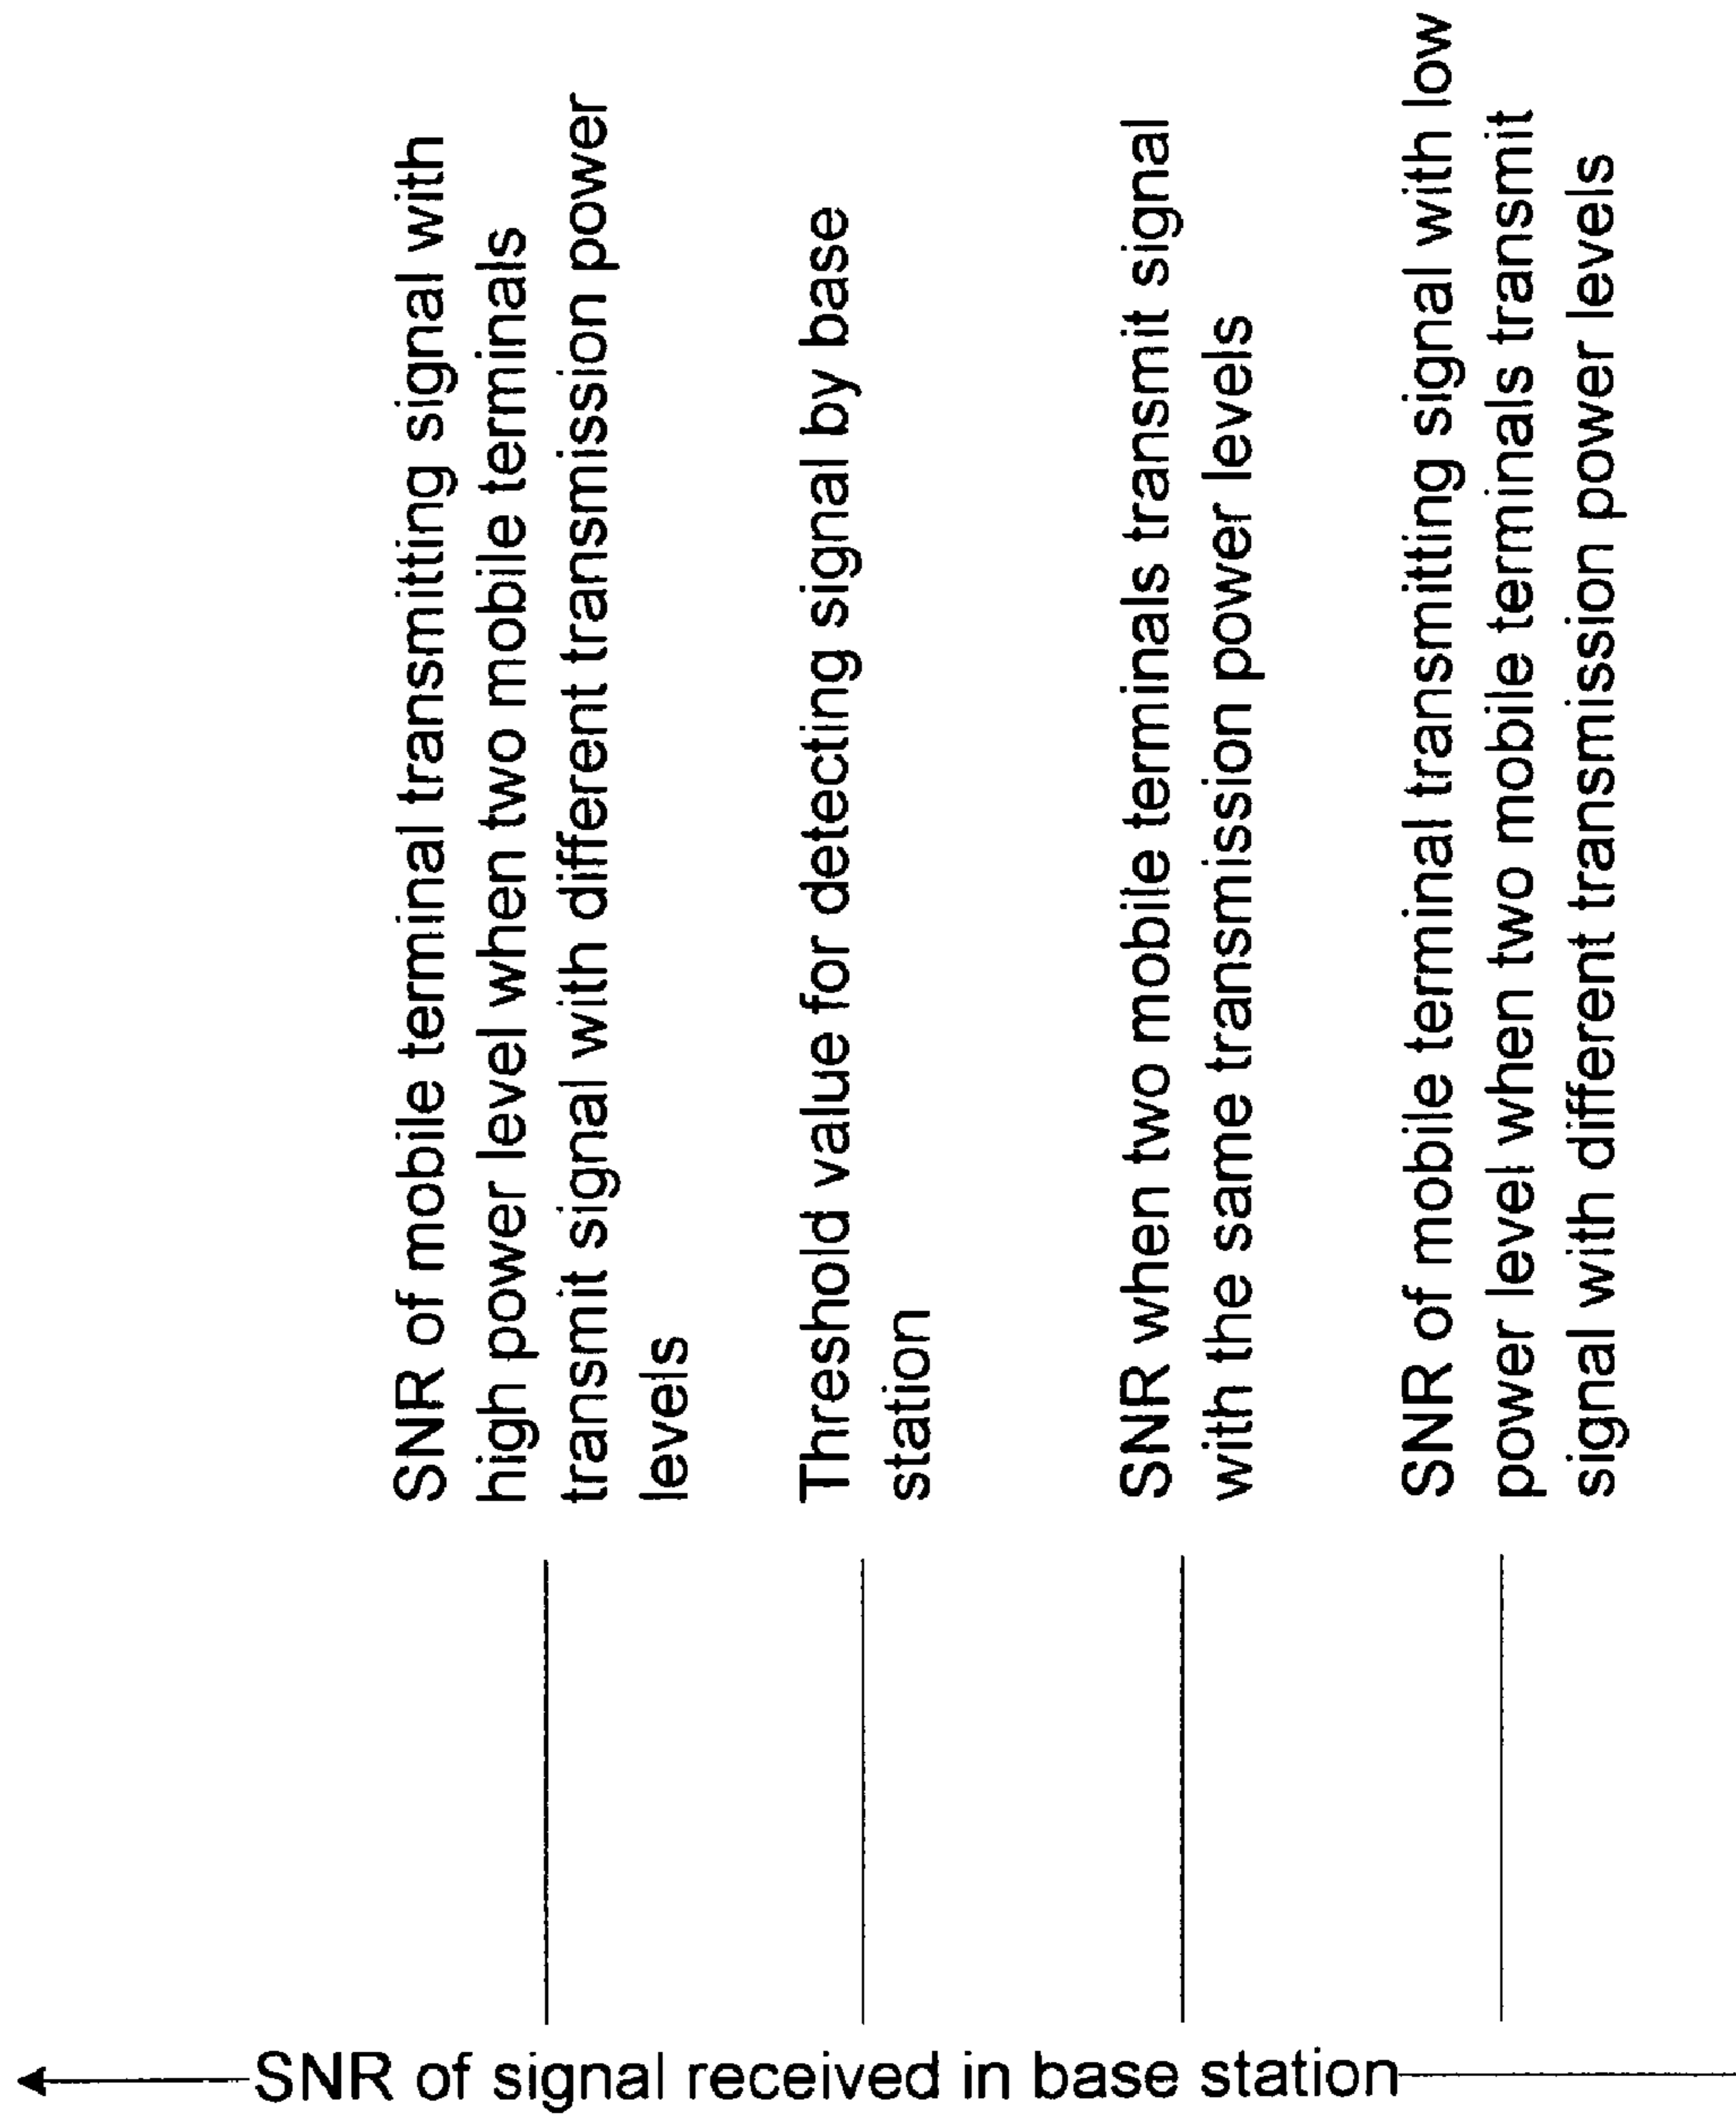 SNR of mobile terminal transmitting signal with
high power level when two mobile terminals
transmit signal with different transmission power
levels
Threshold value for detecting signal by base
station
SNR when two mobile terminals transmit signal
with the same transmission power levels
SNR of mobile terminal transmitting signal with low
power level when two mobile terminals transmit
signal with different transmission power levels
SNR of signal received in base station